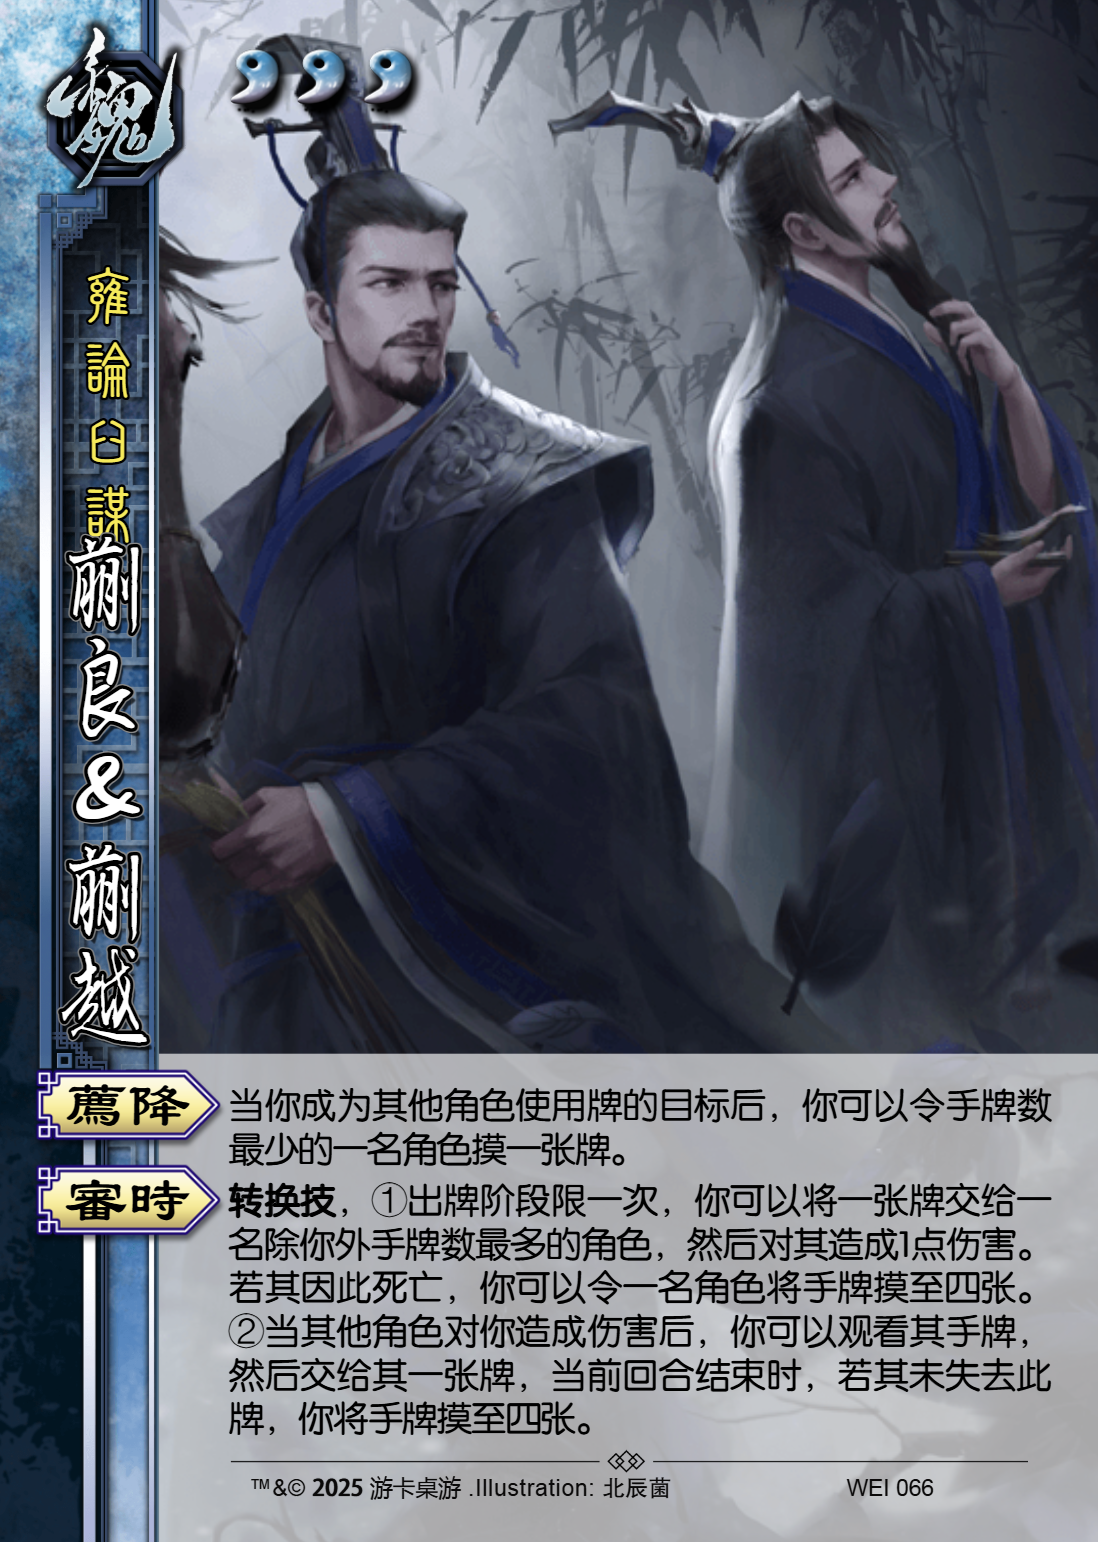 魏
雍論臼謀
蒯良&蒯越
薦降
当你成为其他角色使用牌的目标后，你可以令手牌数
最少的一名角色摸一张牌。
審時
转换技，①出牌阶段限一次，你可以将一张牌交给一
名除你外手牌数最多的角色，然后对其造成1点伤害。
若其因此死亡，你可以令一名角色将手牌摸至四张。
②当其他角色对你造成伤害后，你可以观看其手牌，
然后交给其一张牌，当前回合结束时，若其未失去此
牌，你将手牌摸至四张。
™&© 2025 游卡桌游 .Illustration: 北辰菌
WEI 066